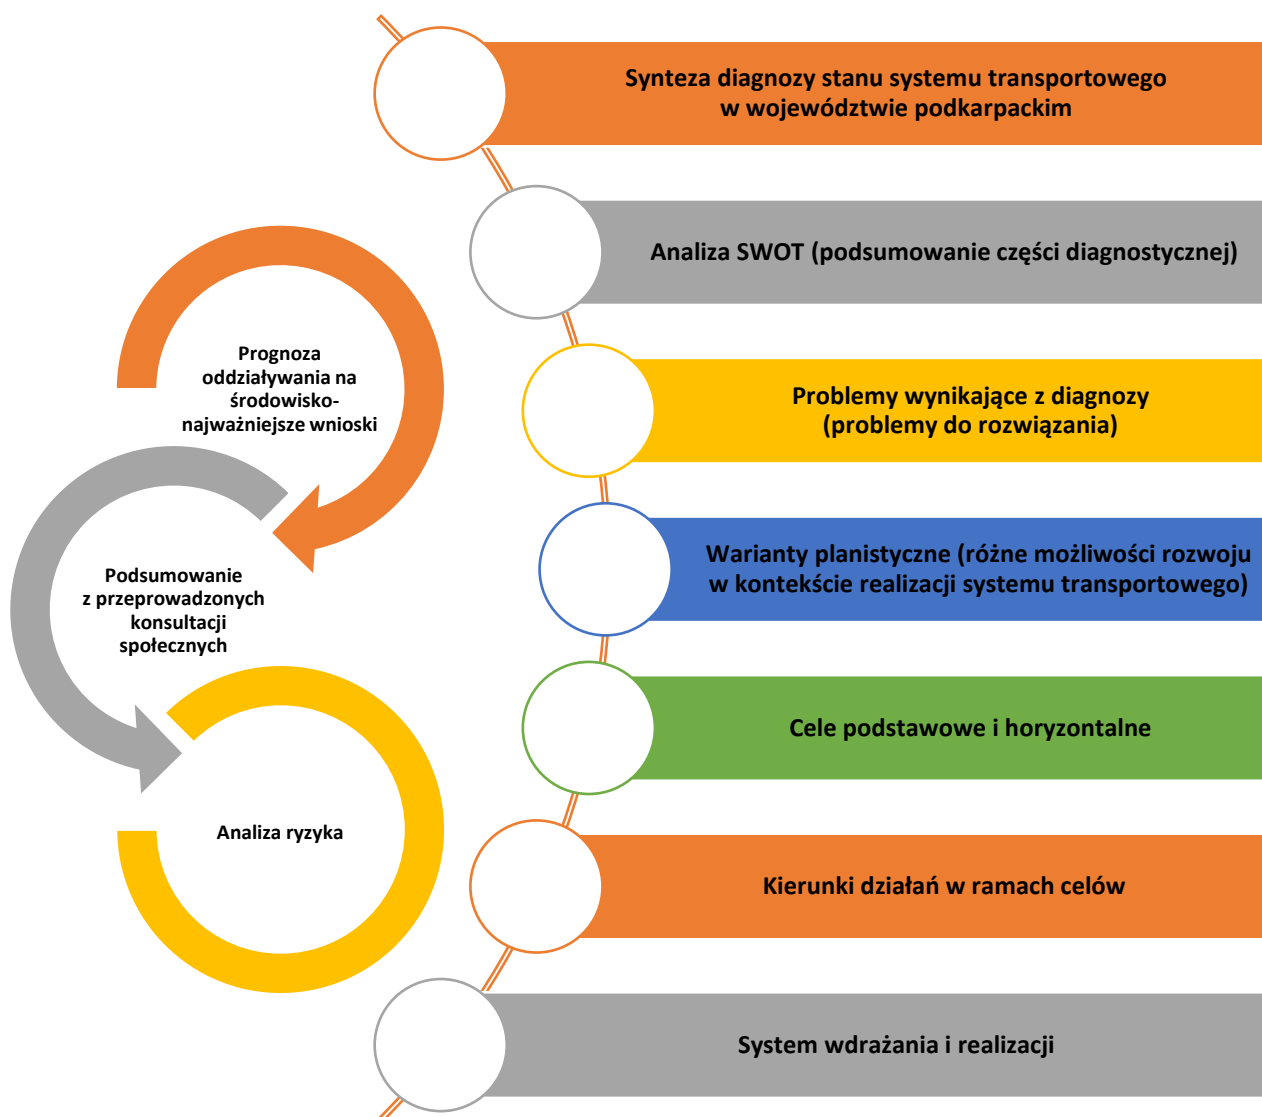 Synteza diagnozy stanu systemu transportowego
w województwie podkarpackim
Analiza SWOT (podsumowanie części diagnostycznej)
Problemy wynikające z diagnozy
(problemy do rozwiązania)
Warianty planistyczne (różne możliwości rozwoju
w kontekście realizacji systemu transportowego)
Cele podstawowe i horyzontalne
Kierunki działań w ramach celów
System wdrażania i realizacji
Prognoza
oddziaływania na
środowisko-
najważniejsze wnioski
Podsumowanie
z przeprowadzonych
konsultacji
społecznych
Analiza ryzyka